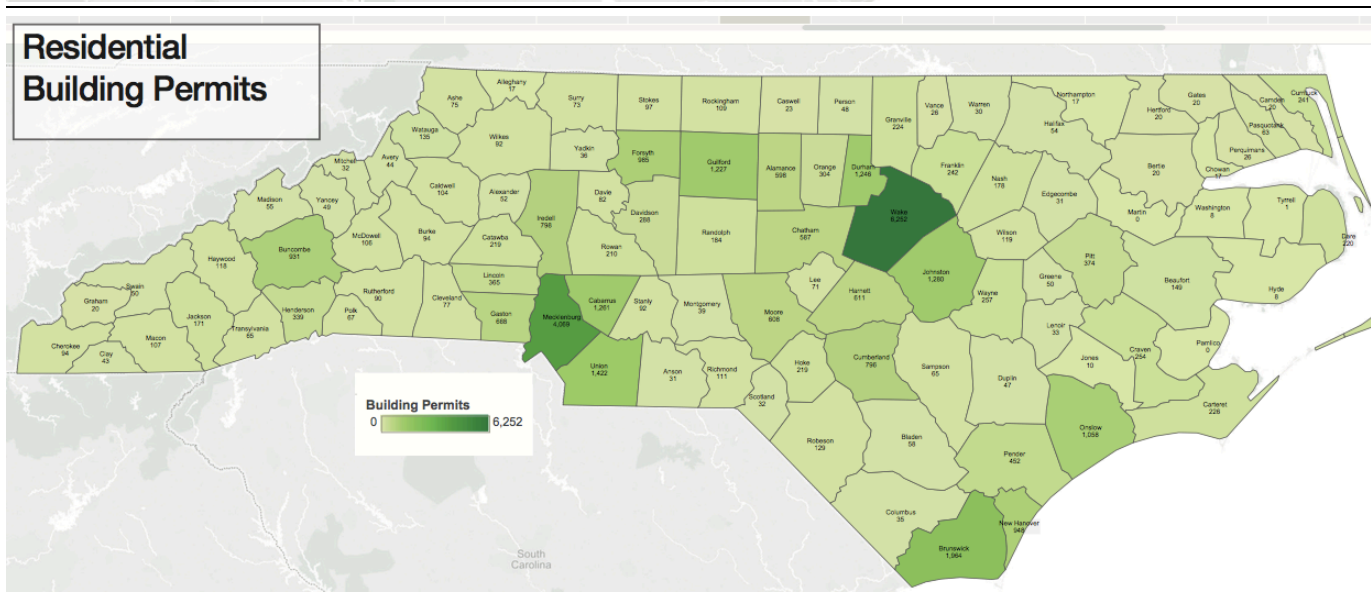 Residential
Building Permits
Alleghany
17
Ashe
75
Surry
73
Stokes
97
Rockingham
109
Caswell
23
Person
48
Granville
224
Vance
26
Warren
30
Northampton
17
Gates
20
Hertford
20
Camden
20
Currituck
241
Pasquotank
63
Perquimans
26
Chowan
17
Halifax
54
Bertie
20
Watauga
135
Wilkes
92
Yadkin
36
Forsyth
985
Guilford
1,227
Alamance
598
Orange
304
Durham
1,246
Franklin
242
Nash
178
Edgecombe
31
Martin
0
Washington
8
Tyrrell
1
Dare
220
Mitchell
32
Avery
44
Caldwell
104
Alexander
52
Iredell
798
Davie
82
Davidson
288
Randolph
184
Chatham
567
Wake
6,252
Wilson
119
Pitt
374
Beaufort
149
Hyde
8
Madison
55
Yancey
49
McDowell
106
Burke
94
Catawba
219
Rowan
210
Lee
71
Johnston
1,280
Greene
50
Buncombe
931
Haywood
118
Swain
50
Graham
20
Cherokee
94
Clay
43
Macon
107
Jackson
171
Transylvania
65
Henderson
339
Polk
67
Rutherford
90
Cleveland
77
Lincoln
365
Gaston
668
Mecklenburg
4,069
Cabarrus
1,261
Stanly
92
Montgomery
39
Moore
608
Harnett
611
Wayne
257
Lenoir
33
Craven
254
Pamlico
0
Jones
10
Carteret
226
Union
1,422
Anson
31
Richmond
111
Scotland
32
Hoke
219
Cumberland
796
Sampson
65
Duplin
47
Onslow
1,058
Robeson
129
Bladen
58
Pender
452
Columbus
35
New Hanover
948
Brunswick
1,964
Building Permits
0 6,252
South
Carolina